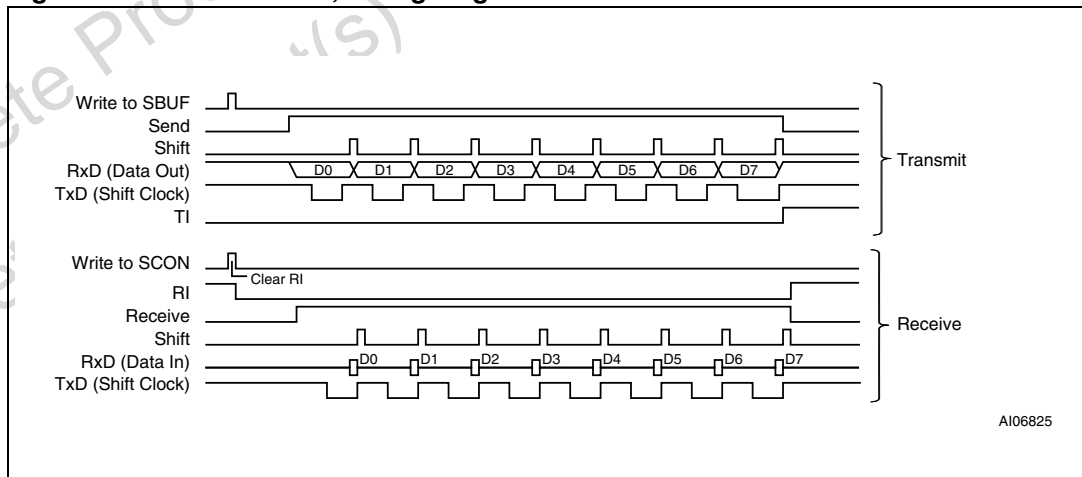 Write to SBUF
Send
Shift
RxD (Data Out) D0 D1 D2 D3 D4 D5 D6 D7
TxD (Shift Clock)
TI
Transmit
Write to SCON
Clear RI
RI
Receive
Shift
RxD (Data In) D0 D1 D2 D3 D4 D5 D6 D7
TxD (Shift Clock)
Receive
AI06825